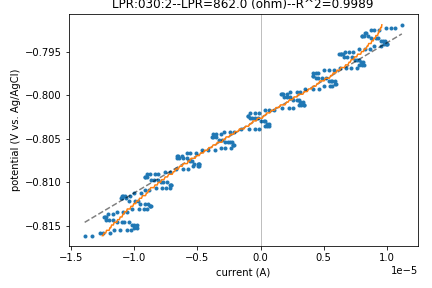 LPR:030:2--LPR=862.0 (ohm)--R^2=0.9989
potential (V vs. Ag/AgCl)
−0.795
−0.800
−0.805
−0.810
−0.815
−1.5
−1.0
−0.5
0.0
0.5
1.0
1e−5
current (A)